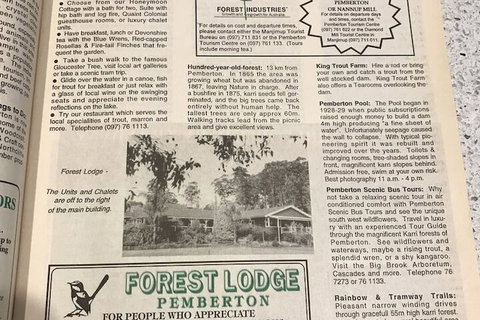 Choose from our Honeymoon
Cottage with a bath for two, Suite with
hip bath and log fire, Quaint Colonial
guesthouse rooms, or luxury chalet
units.
• Have breakfast, lunch or Devonshire
tea with the Blue Wrens, Red-capped
Rosellas & Fire-tail Finches that fre-
quent the garden.
• Take a bush walk to the famous
Gloucester Tree, visit local art galleries
or take a scenic tram trip.
• Glide over the water in a canoe, fish
for trout for breakfast or just relax with
a glass of local wine on the swinging
seats and appreciate the evening
reflections on the lake.
• Try our restaurant which serves the
local specialities of trout, marron and
more. Telephone (097) 76 1113.
FOREST INDUSTRIES
Growth and regrowth for Australia
For details on cost and departure times,
please contact either the Manjimup Tourist
Bureau on (097) 71 831 or the Pemberton
Tourism Centre on (097) 76 133. (Tours
include morning tea.)
PEMBERTON
OR NANNUP MILL
For details on departure days
and times, contact the
Pemberton Tourist Centre
(097) 761 622 or the Diamond
Mill Tourist Centre in
Manjimup (097) 711 011.
Hundred-year-old-forest: 13 km from
Pemberton. In 1865 the area was
growing wheat but was abandoned in
1867, leaving Nature in charge. After
a bushfire in 1875, karri seeds fell ger-
minated, and the big trees came back
entirely without human help. The
tallest trees are only approx 60m.
Walking tracks lead from the picnic
area and give excellent views.
King Trout Farm: Hire a rod or bring
your own and catch a trout from the
well stocked dam. King Trout Farm
also offers a Tearooms overlooking the
dam.
Pemberton Pool: The Pool began in
1928-29 when public subscriptions
raised enough money to build a dam
4m high producing "a fine sheet of
water". Unfortunately seepage caused
the wall to collapse. With typical pio-
neering spirit it was rebuilt and
improved over the years. Toilets &
changing rooms, tree-shaded slopes in
front, magnificent karri slopes behind.
Admission free, swim at your own risk.
Best photography 11 a.m. - 4 p.m.
Pemberton Scenic Bus Tours: Why
not take a relaxing scenic tour in air
conditioned comfort with Pemberton
Scenic Bus Tours and see the unique
south west wilderness. Travel in luxu-
ry with an experienced Tour Guide
through the magnificent Karri forests of
Pemberton. See wildflowers and
waterways, maybe a rising trout, a
splendid wren, or a shy kangaroo.
Visit the Big Brook Arboretum,
Cascades and more. Telephone 76
7273 or 76 1133.
Rainbow & Tramway Trails:
Pleasant narrow winding drives
through gracefull 55m high karri forest.
Forest Lodge -
The Units and Chalets
are off to the right
of the main building.
FOREST LODGE
PEMBERTON
FOR PEOPLE WHO APPRECIATE